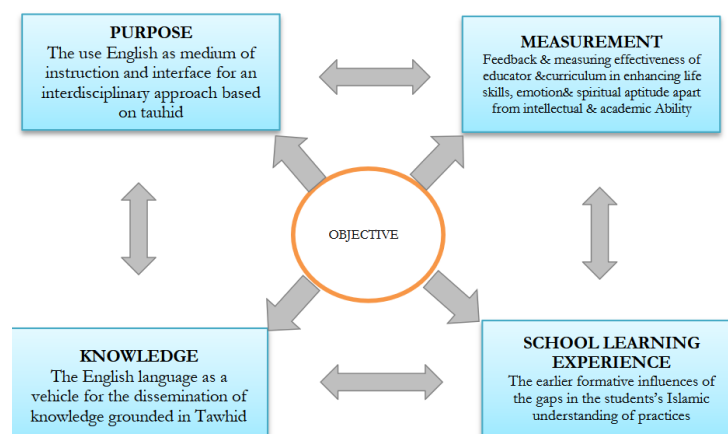 PURPOSE
The use English as medium of
instruction and interface for an
interdisciplinary approach based
on tauhid
MEASUREMENT
Feedback & measuring effectiveness of
educator &curriculum in enhancing life
skills, emotion& spiritual aptitude apart
from intellectual & academic Ability
OBJECTIVE
KNOWLEDGE
The English language as a
vehicle for the dissemination of
knowledge grounded in Tawhid
SCHOOL LEARNING
EXPERIENCE
The earlier formative influences of
the gaps in the students's Islamic
understanding of practices